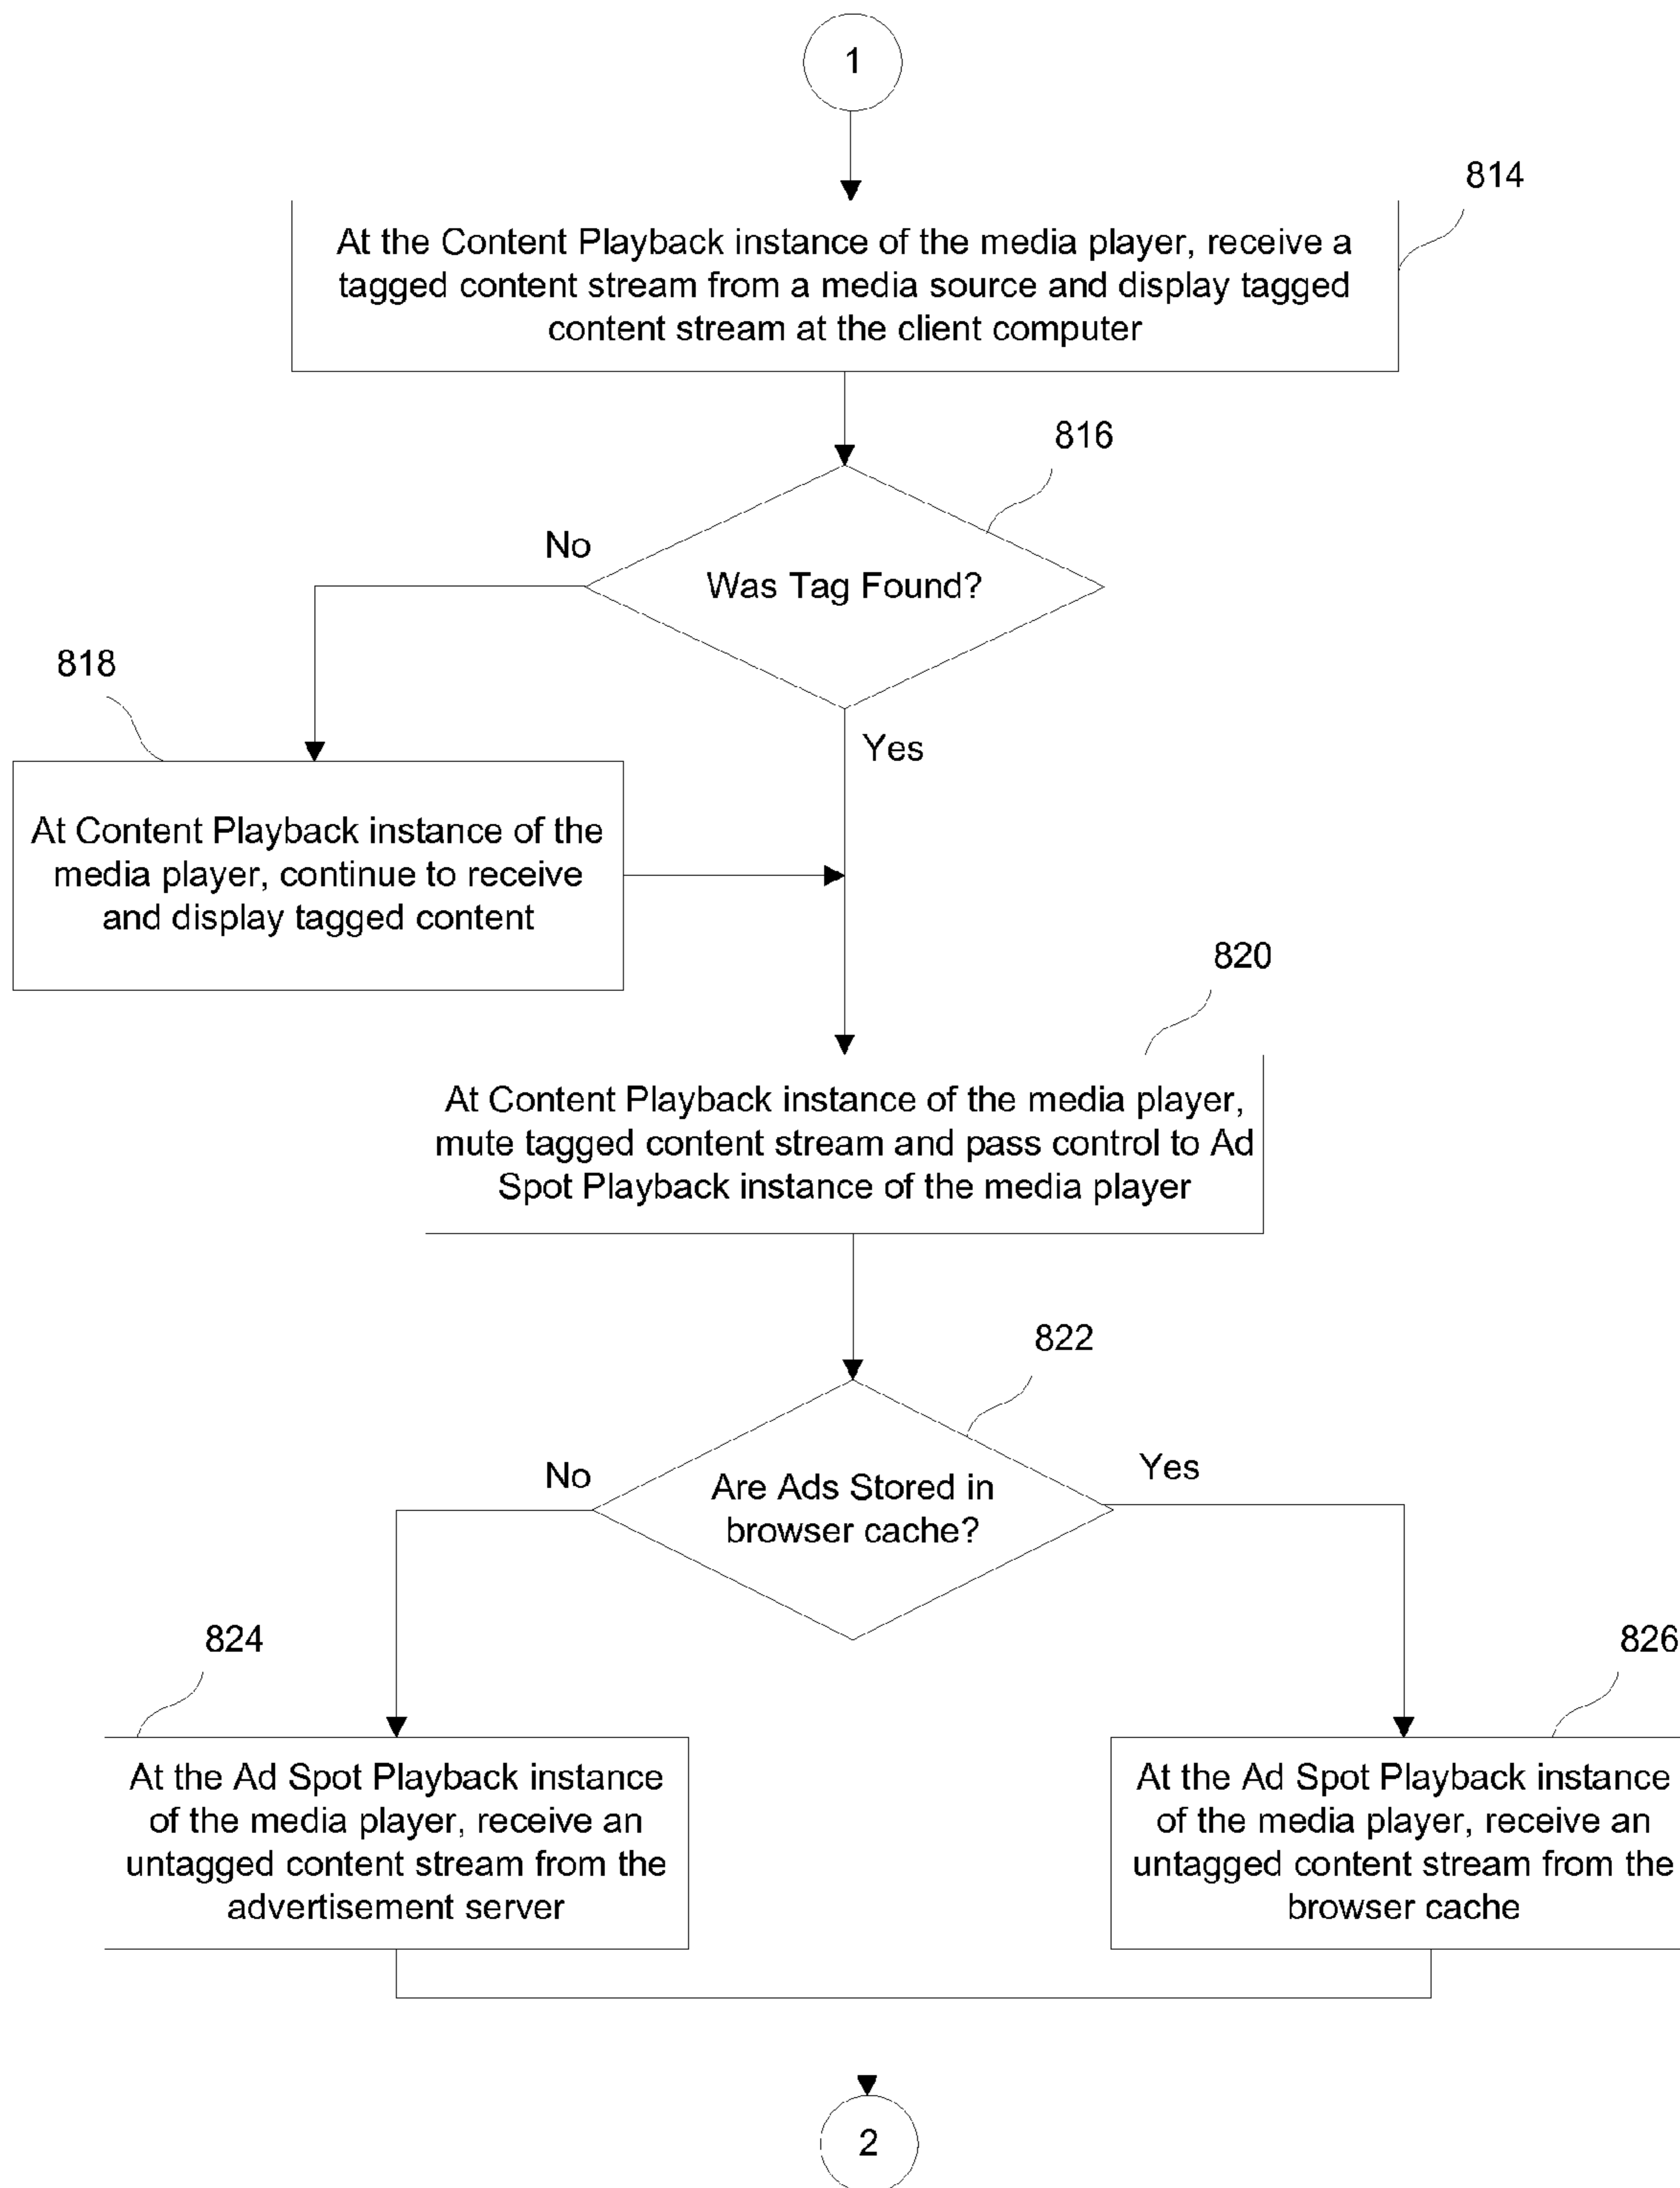 1
814
At the Content Playback instance of the media player, receive a
tagged content stream from a media source and display tagged
content stream at the client computer
816
No
Was Tag Found?
818
Yes
At Content Playback instance of the
media player, continue to receive
and display tagged content
820
At Content Playback instance of the media player,
mute tagged content stream and pass control to Ad
Spot Playback instance of the media player
822
No
Yes
Are Ads Stored in
browser cache?
824
826
At the Ad Spot Playback instance
of the media player, receive an
untagged content stream from the
advertisement server
At the Ad Spot Playback instance
of the media player, receive an
untagged content stream from the
browser cache
2